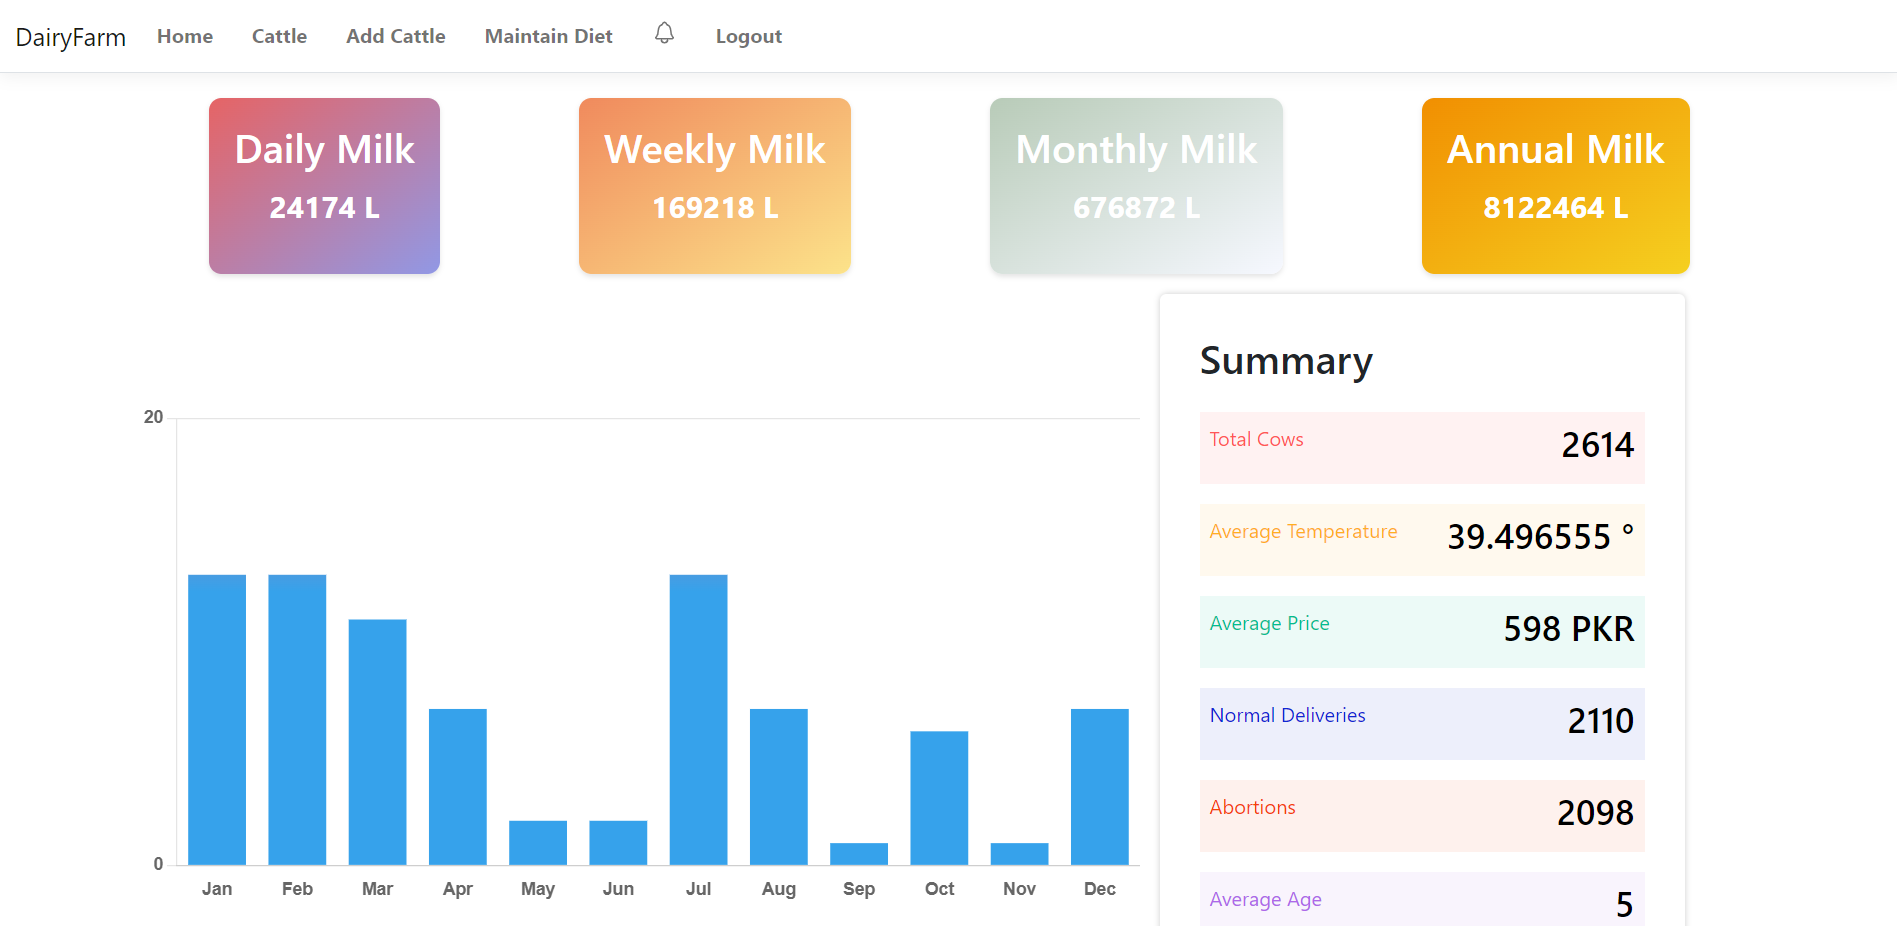 DairyFarm Home Cattle Add Cattle Maintain Diet Logout
Daily Milk
24174 L
Weekly Milk
169218 L
Monthly Milk
676872 L
Annual Milk
8122464 L
20
0
Jan Feb Mar Apr May Jun Jul Aug Sep Oct Nov Dec
Summary
Total Cows 2614
Average Temperature 39.496555 °
Average Price 598 PKR
Normal Deliveries 2110
Abortions 2098
Average Age 5